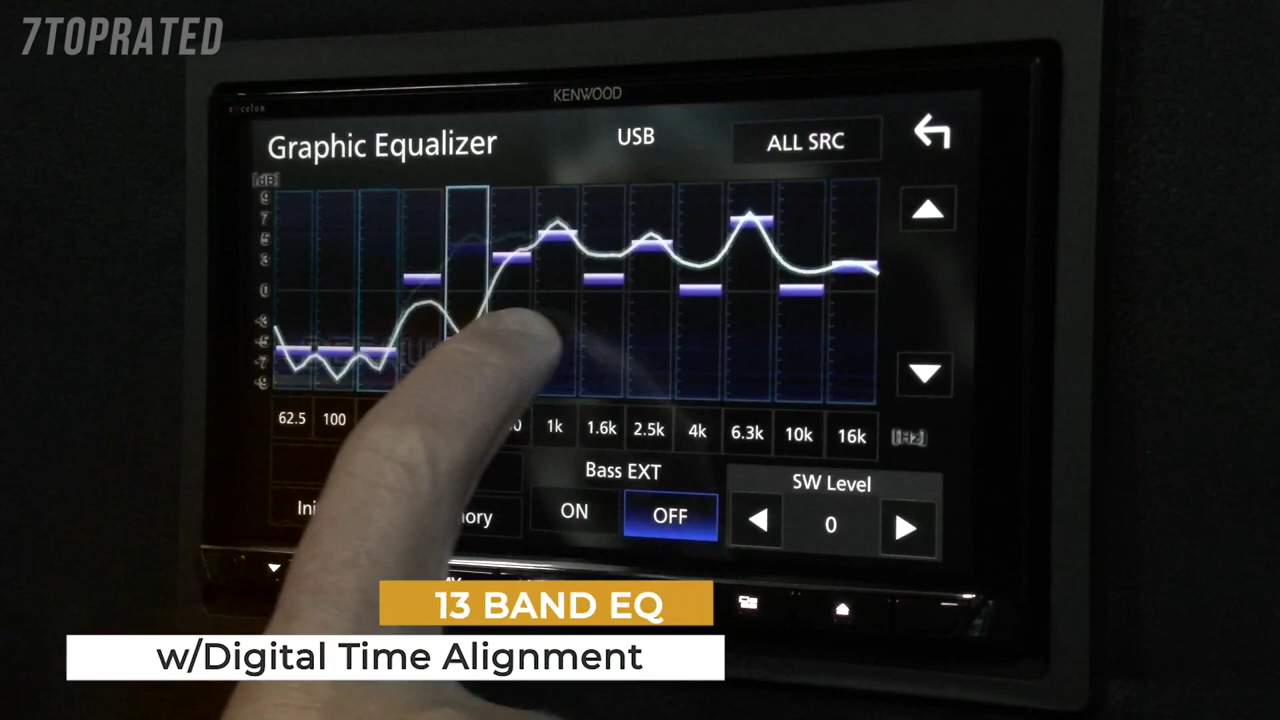 7TOPRATED
excelon
KENWOOD
Graphic Equalizer
USB
ALL SRC
[dB]
9
7
5
3
0
-3
-5
-7
-9
62.5 100 1k 1.6k 2.5k 4k 6.3k 10k 16k [Hz]
Bass EXT
SW Level
ON OFF 0
13 BAND EQ
w/Digital Time Alignment